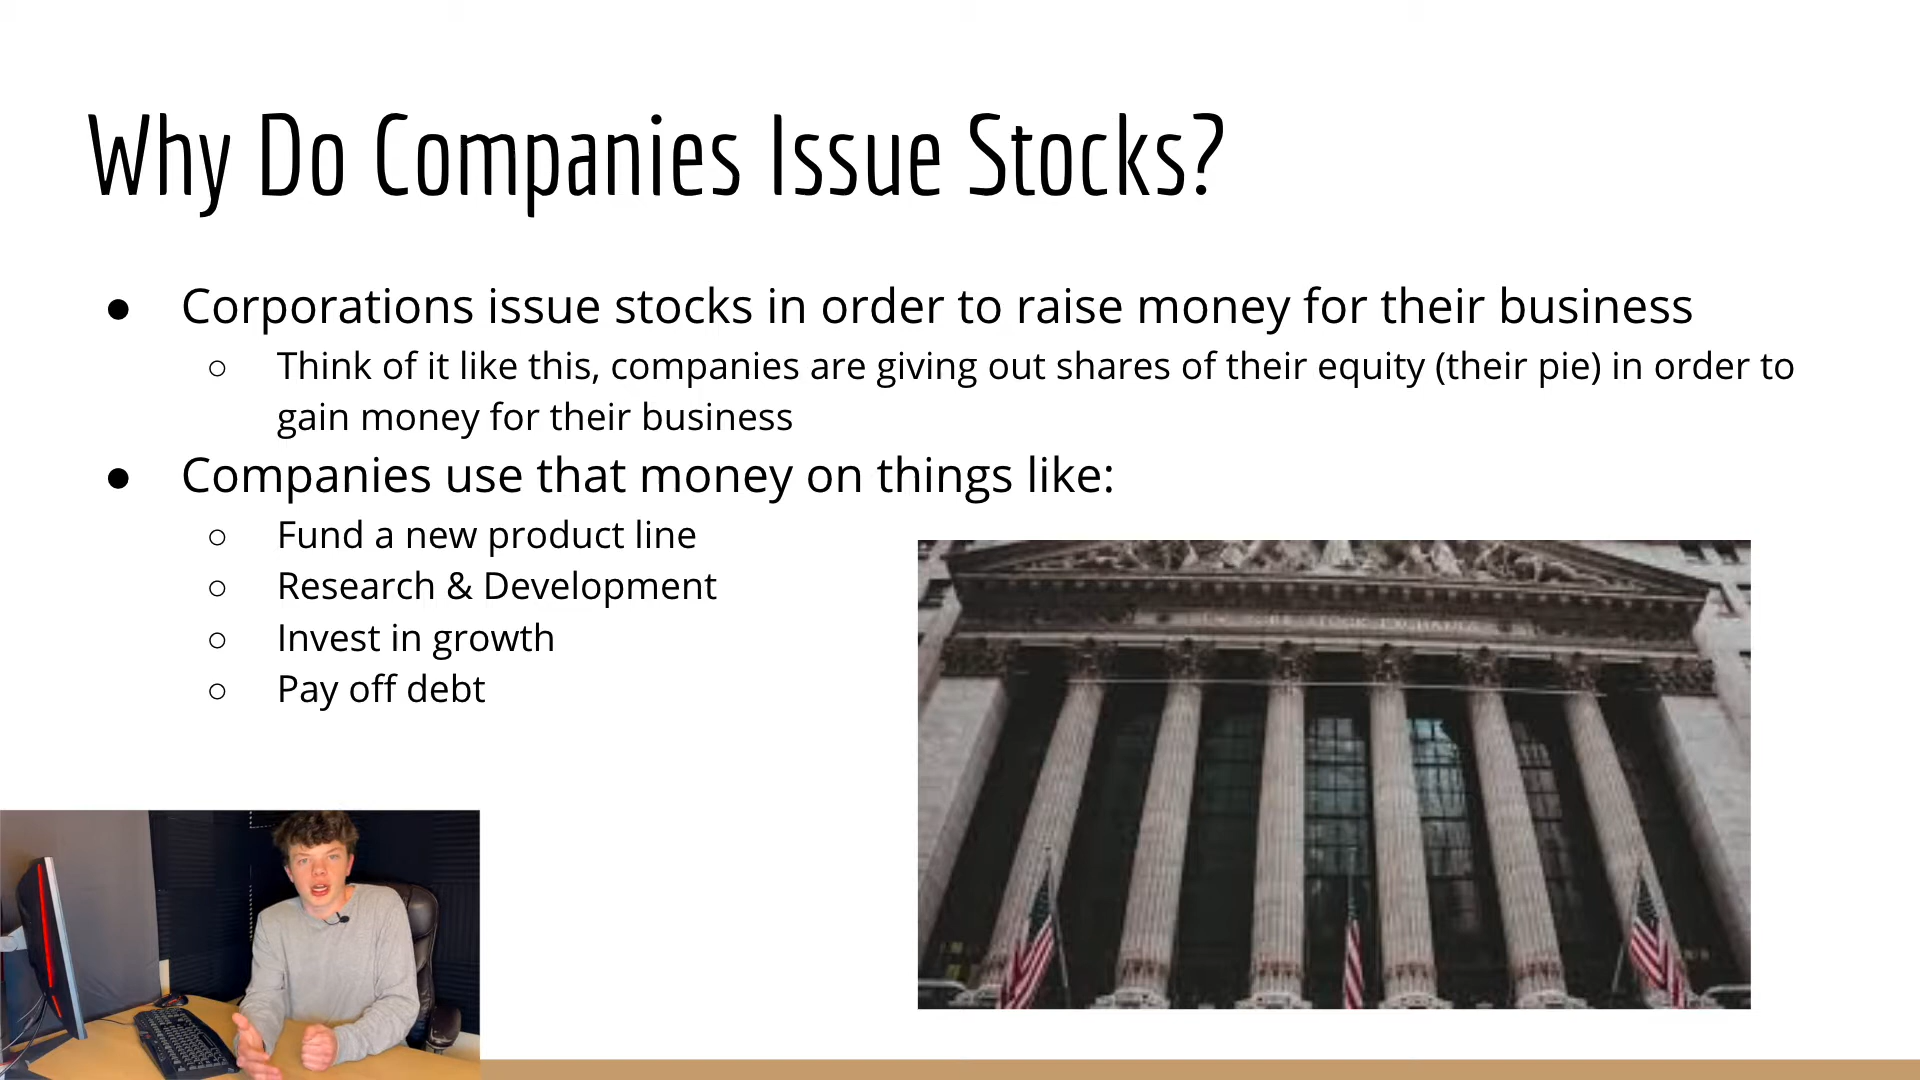 Why Do Companies Issue Stocks?
● Corporations issue stocks in order to raise money for their business
○ Think of it like this, companies are giving out shares of their equity (their pie) in order to
gain money for their business
● Companies use that money on things like:
○ Fund a new product line
○ Research & Development
○ Invest in growth
○ Pay off debt
STOCK EXCHANGE